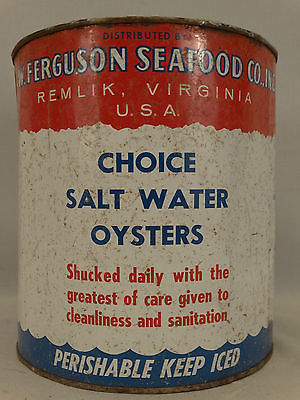 DISTRIBUTED BY
FERGUSON SEAFOOD CO.,
REMLIK, VIRGINIA
U.S.A.
CHOICE
SALT WATER
OYSTERS
Shucked daily with the
greatest of care given to
cleanliness and sanitation
PERISHABLE KEEP ICED